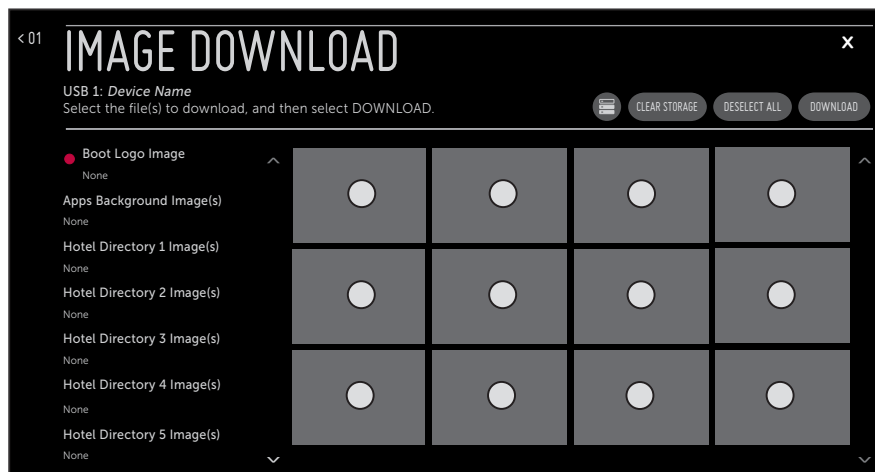 < 01
IMAGE DOWNLOAD
X
USB 1: Device Name
Select the file(s) to download, and then select DOWNLOAD.
CLEAR STORAGE DESELECT ALL DOWNLOAD
Boot Logo Image
None
Apps Background Image(s)
None
Hotel Directory 1 Image(s)
None
Hotel Directory 2 Image(s)
None
Hotel Directory 3 Image(s)
None
Hotel Directory 4 Image(s)
None
Hotel Directory 5 Image(s)
None